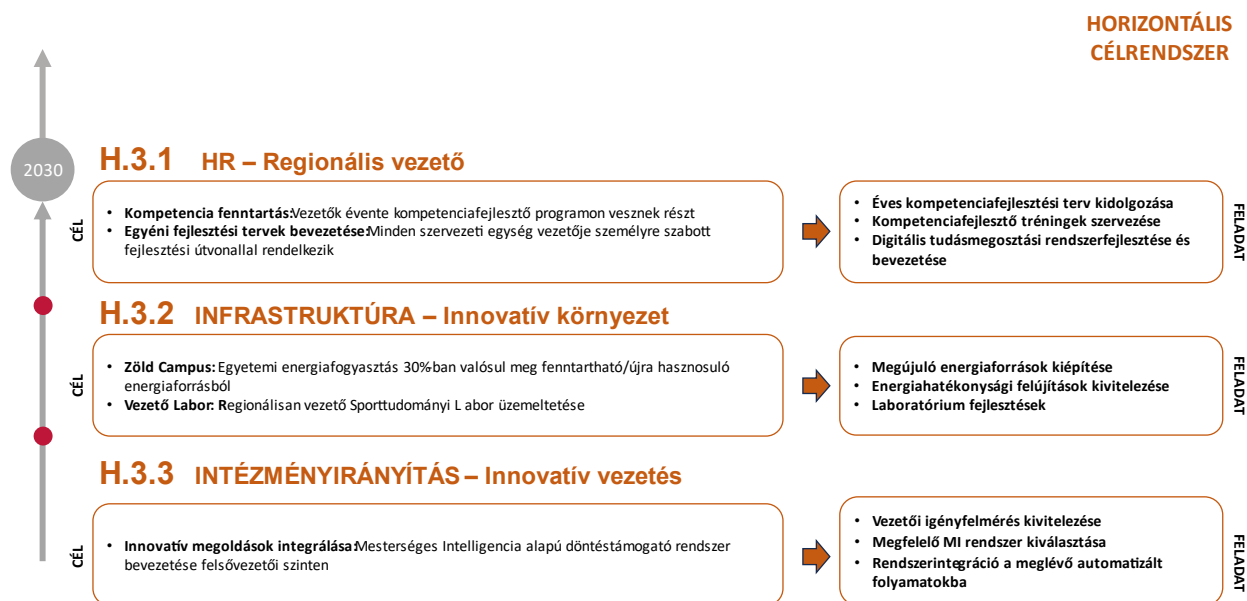 HORIZONTÁLIS
CÉLRENDSZER
2030
H.3.1 HR – Regionális vezető
CÉL
• Kompetencia fenntartás:Vezetők évente kompetenciafejlesztő programon vesznek részt
• Egyéni fejlesztési tervek bevezetése:Minden szervezeti egység vezetője személyre szabott
fejlesztési útvonallal rendelkezik
• Éves kompetenciafejlesztési terv kidolgozása
• Kompetenciafejlesztő tréningek szervezése
• Digitális tudásmegosztási rendszerfejlesztése és
bevezetése
FELADAT
H.3.2 INFRASTRUKTÚRA – Innovatív környezet
CÉL
• Zöld Campus: Egyetemi energiafogyasztás 30%ban valósul meg fenntartható/újra hasznosuló
energiaforrásból
• Vezető Labor: Regionálisan vezető Sporttudományi L abor üzemeltetése
• Megújuló energiaforrások kiépítése
• Energiahatékonysági felújítások kivitelezése
• Laboratórium fejlesztések
FELADAT
H.3.3 INTÉZMÉNYIRÁNYÍTÁS – Innovatív vezetés
CÉL
• Innovatív megoldások integrálása:Mesterséges Intelligencia alapú döntéstámogató rendszer
bevezetése felsővezetői szinten
• Vezetői igényfelmérés kivitelezése
• Megfelelő MI rendszer kiválasztása
• Rendszerintegráció a meglévő automatizált
folyamatokba
FELADAT